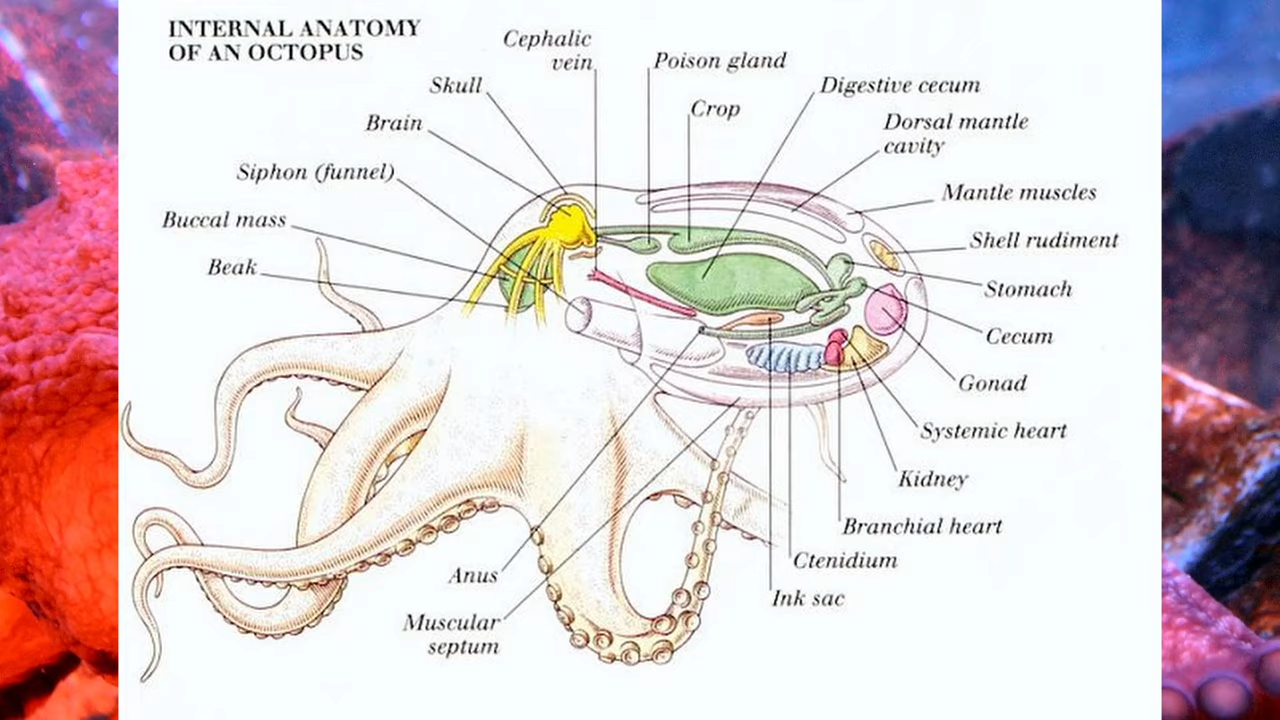 INTERNAL ANATOMY
OF AN OCTOPUS
Cephalic
vein
Poison gland
Skull
Digestive cecum
Crop
Brain
Dorsal mantle
cavity
Siphon (funnel)
Mantle muscles
Buccal mass
Shell rudiment
Beak
Stomach
Cecum
Gonad
Systemic heart
Kidney
Branchial heart
Ctenidium
Anus
Ink sac
Muscular
septum